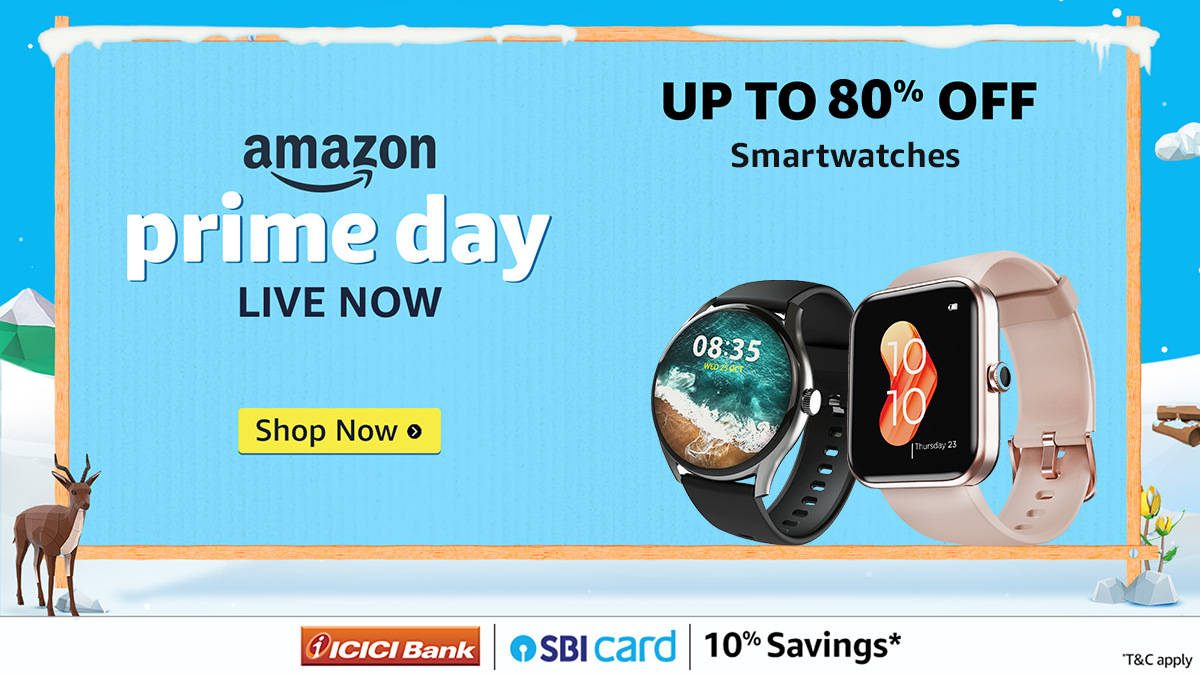 amazon
prime day
LIVE NOW
Shop Now
UP TO 80% OFF
Smartwatches
08:35
WED 25 OCT
10
10
Thursday 23
i ICICI Bank
SBI card
10% Savings*
*T&C apply